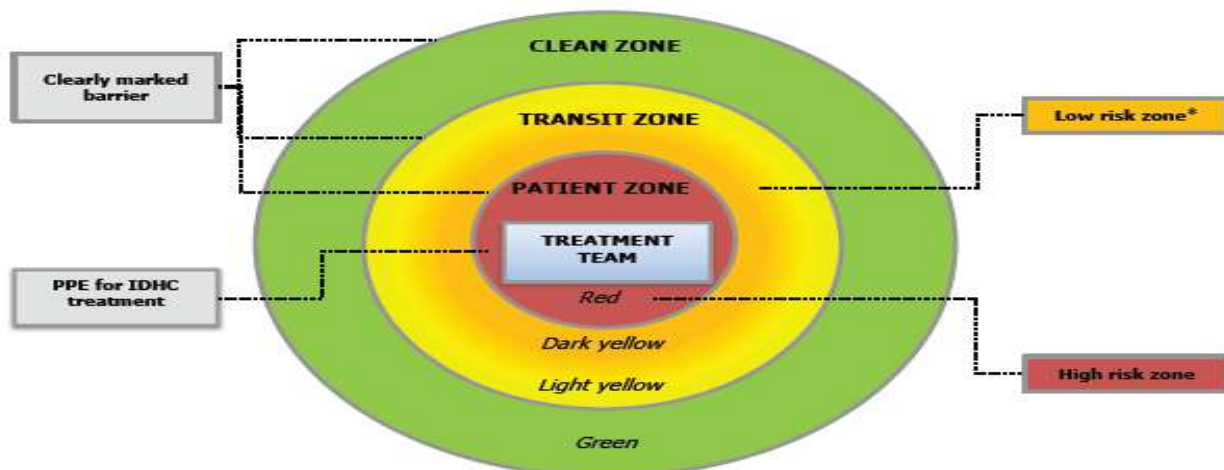 CLEAN ZONE
Clearly marked
barrier
TRANSIT ZONE
Low risk zone*
PATIENT ZONE
TREATMENT
TEAM
PPE for IDHC
treatment
Red
Dark yellow
Light yellow
High risk zone
Green